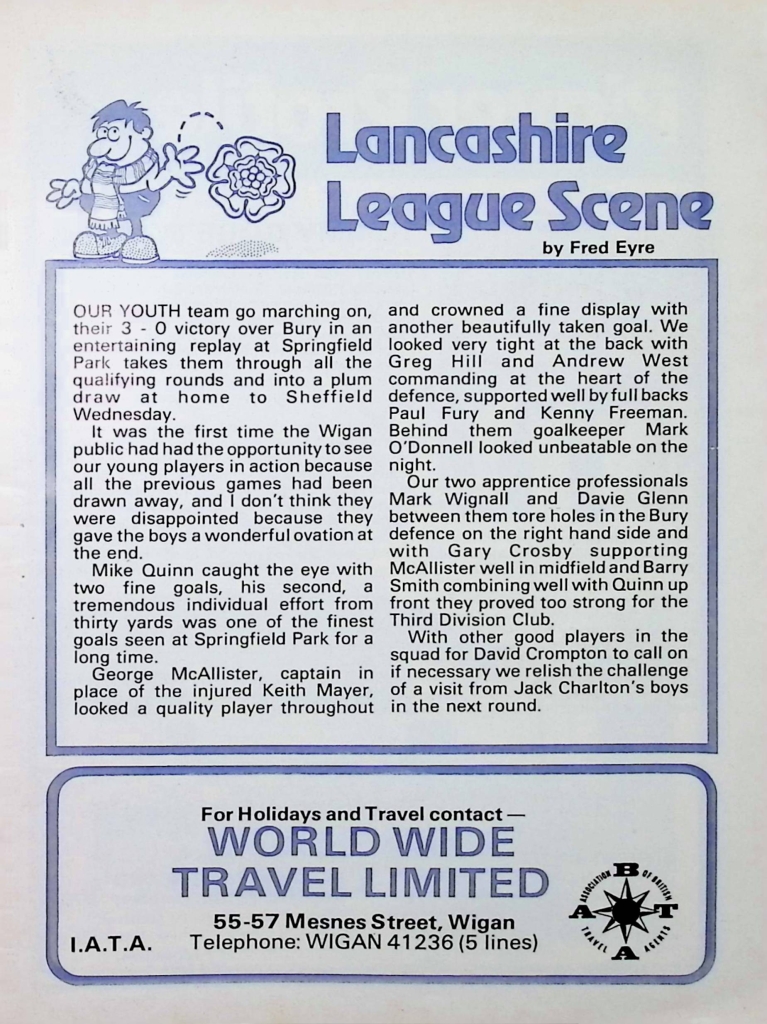 Lancashire
League Scene
by Fred Eyre
OUR YOUTH team go marching on,
their 3 - 0 victory over Bury in an
entertaining replay at Springfield
Park takes them through all the
qualifying rounds and into a plum
draw at home to Sheffield
Wednesday.
It was the first time the Wigan
public had had the opportunity to see
our young players in action because
all the previous games had been
drawn away, and I don't think they
were disappointed because they
gave the boys a wonderful ovation at
the end.
Mike Quinn caught the eye with
two fine goals, his second, a
tremendous individual effort from
thirty yards was one of the finest
goals seen at Springfield Park for a
long time.
George McAllister, captain in
place of the injured Keith Mayer,
looked a quality player throughout
and crowned a fine display with
another beautifully taken goal. We
looked very tight at the back with
Greg Hill and Andrew West
commanding at the heart of the
defence, supported well by full backs
Paul Fury and Kenny Freeman.
Behind them goalkeeper Mark
O'Donnell looked unbeatable on the
night.
Our two apprentice professionals
Mark Wignall and Davie Glenn
between them tore holes in the Bury
defence on the right hand side and
with Gary Crosby supporting
McAllister well in midfield and Barry
Smith combining well with Quinn up
front they proved too strong for the
Third Division Club.
With other good players in the
squad for David Crompton to call on
if necessary we relish the challenge
of a visit from Jack Charlton's boys
in the next round.
For Holidays and Travel contact —
WORLD WIDE
TRAVEL LIMITED
55-57 Mesnes Street, Wigan
Telephone: WIGAN 41236 (5 lines)
I.A.T.A.
ABTA
ASSOCIATION OF BRITISH
TRAVEL AGENTS